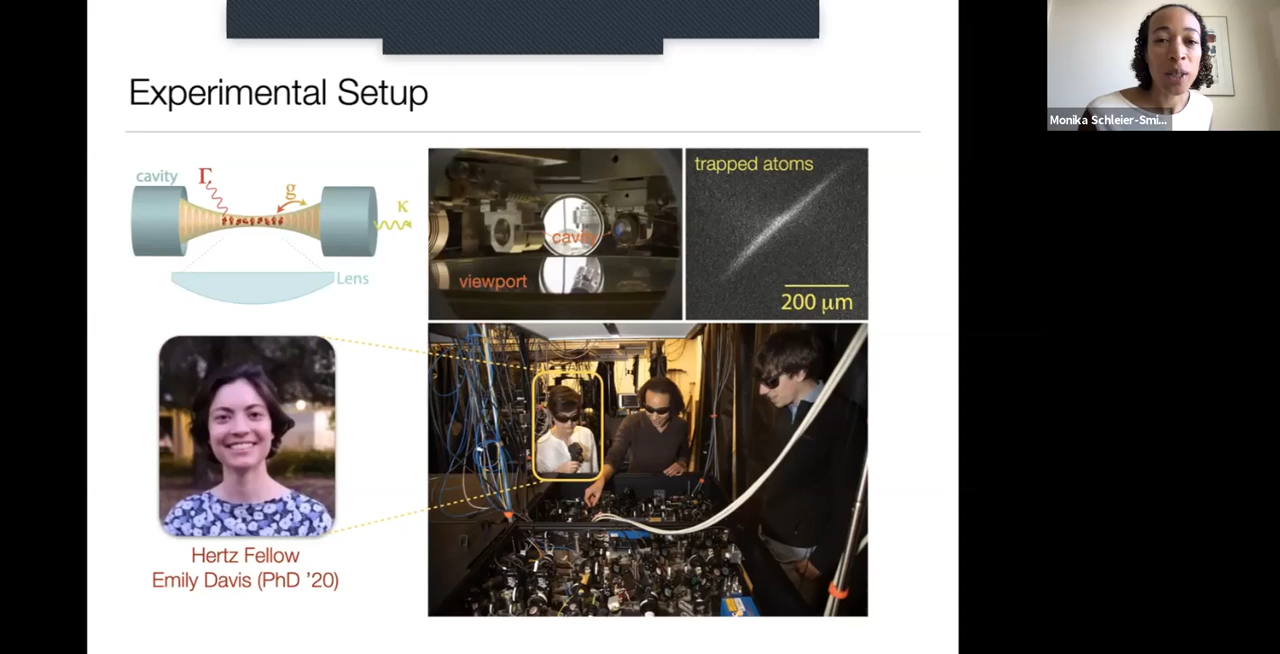 Experimental Setup
cavity
Γ
g
κ
Lens
cavity
viewport
trapped atoms
200 μm
Hertz Fellow
Emily Davis (PhD '20)
Monika Schleier-Smi...